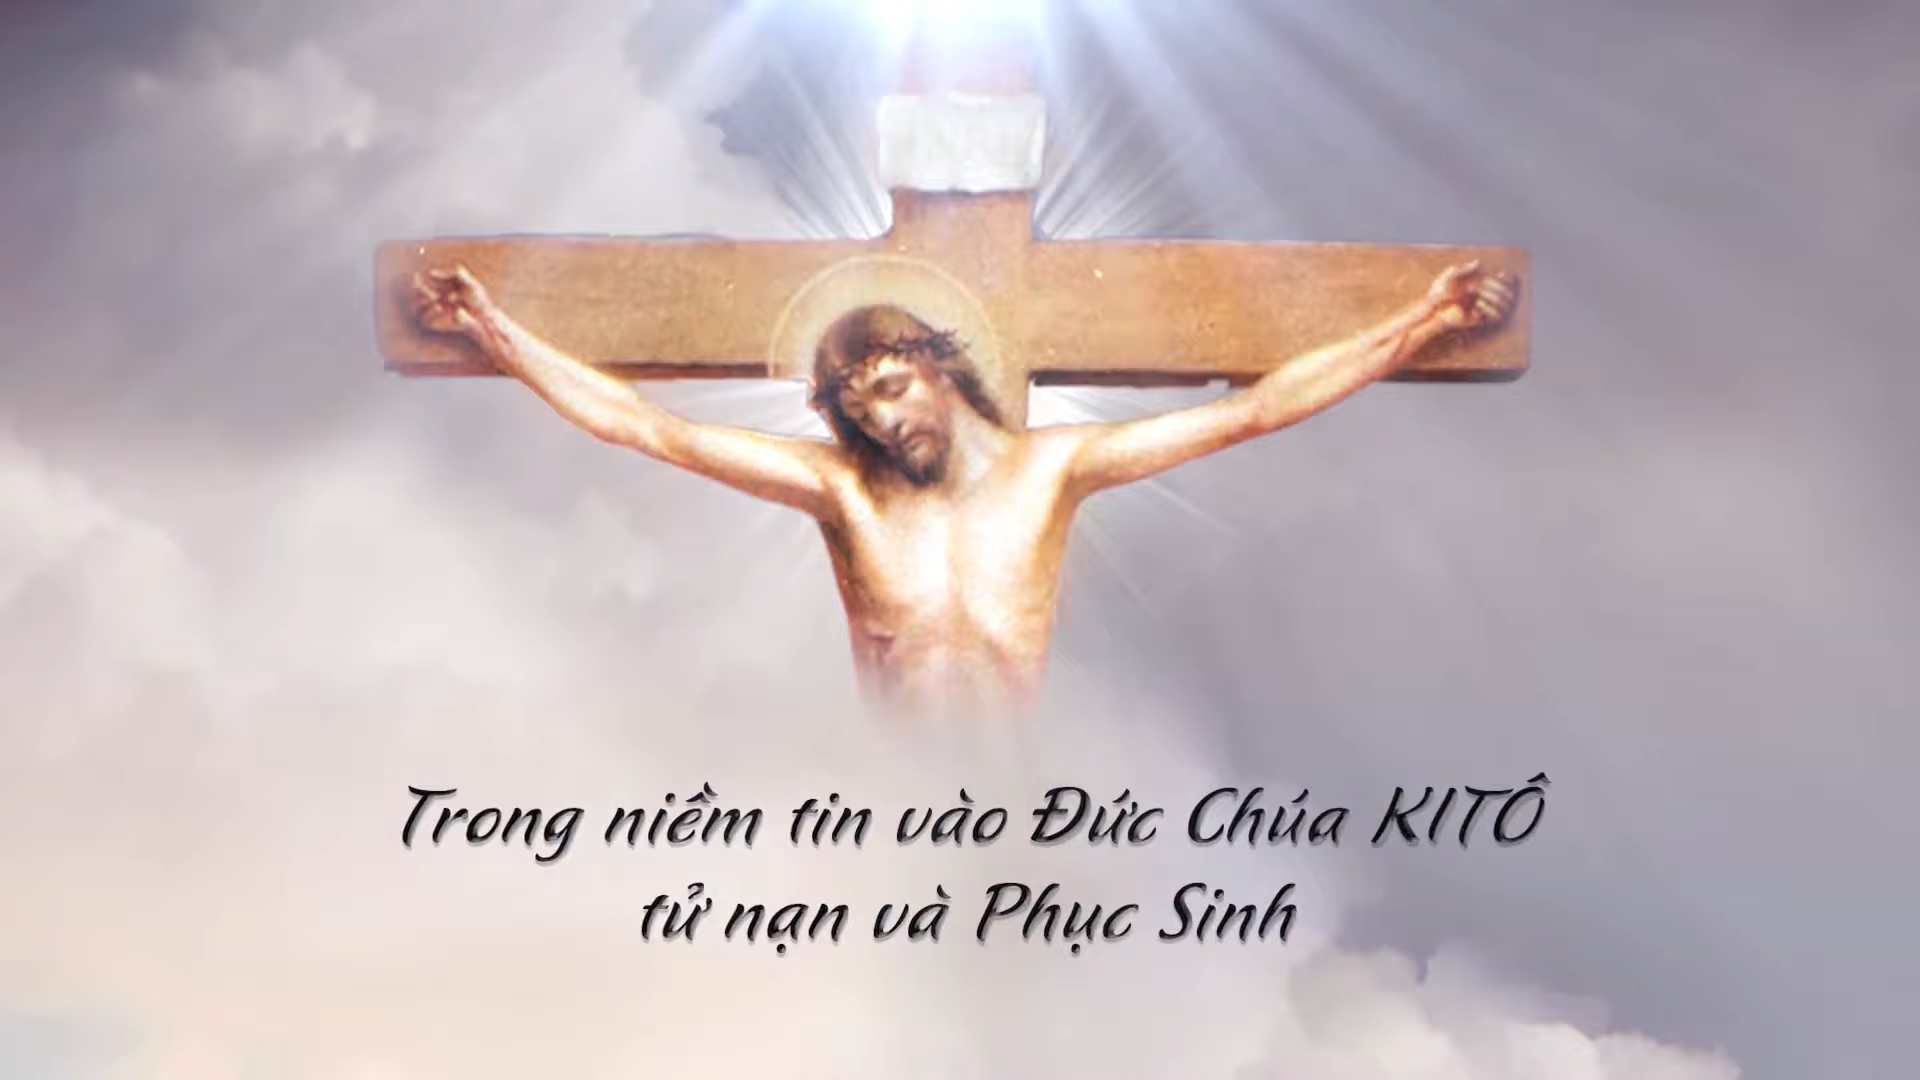 Trong niềm tin vào Đức Chúa KITÔ
tử nạn và Phục Sinh